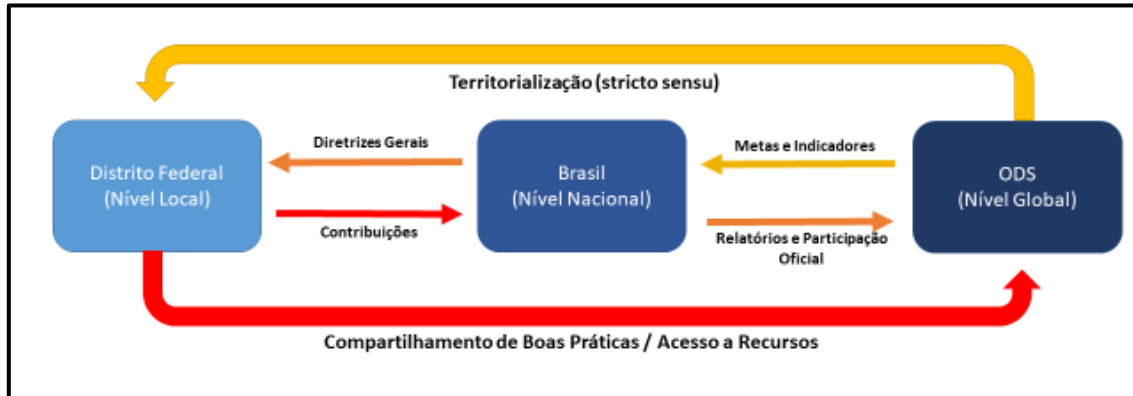 Territorialização (stricto sensu)
Distrito Federal
(Nível Local)
Diretrizes Gerais
Contribuições
Brasil
(Nível Nacional)
Metas e Indicadores
Relatórios e Participação
Oficial
ODS
(Nível Global)
Compartilhamento de Boas Práticas / Acesso a Recursos